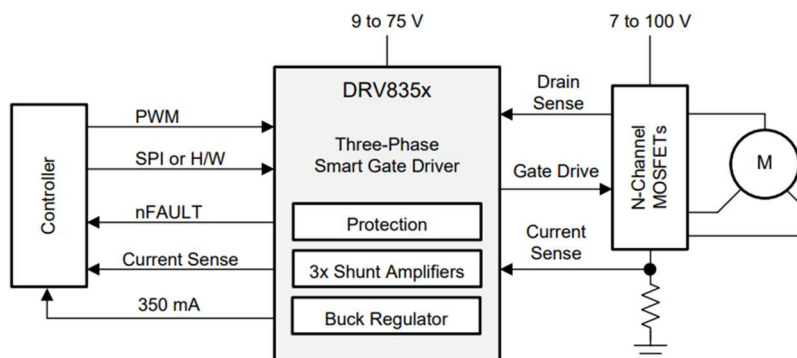 9 to 75 V
7 to 100 V
DRV835x
Three-Phase
Smart Gate Driver
Protection
3x Shunt Amplifiers
Buck Regulator
Controller
PWM
SPI or H/W
nFAULT
Current Sense
350 mA
Drain
Sense
Gate Drive
Current
Sense
N-Channel
MOSFETs
M